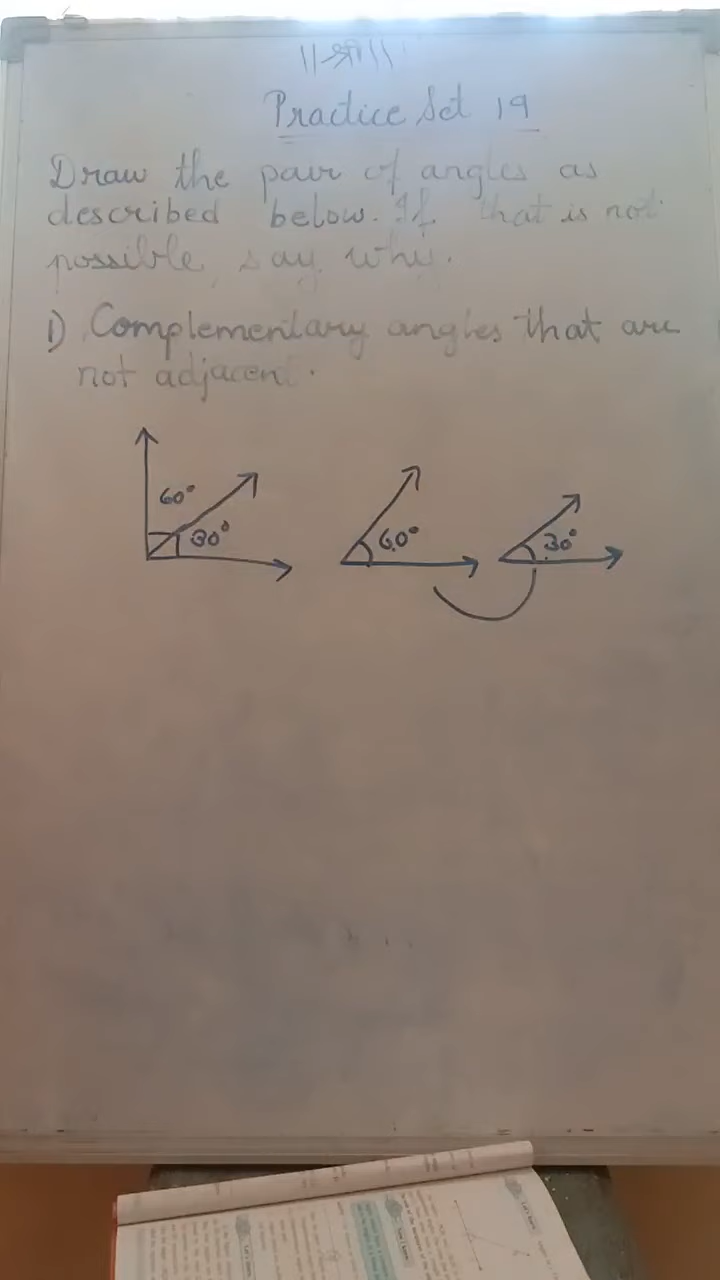 ||श्री||
Practice Set 19
Draw the pair of angles as
described below. If that is not
possible, say why.
1) Complementary angles that are
not adjacent.
60°
30°
60°
30°